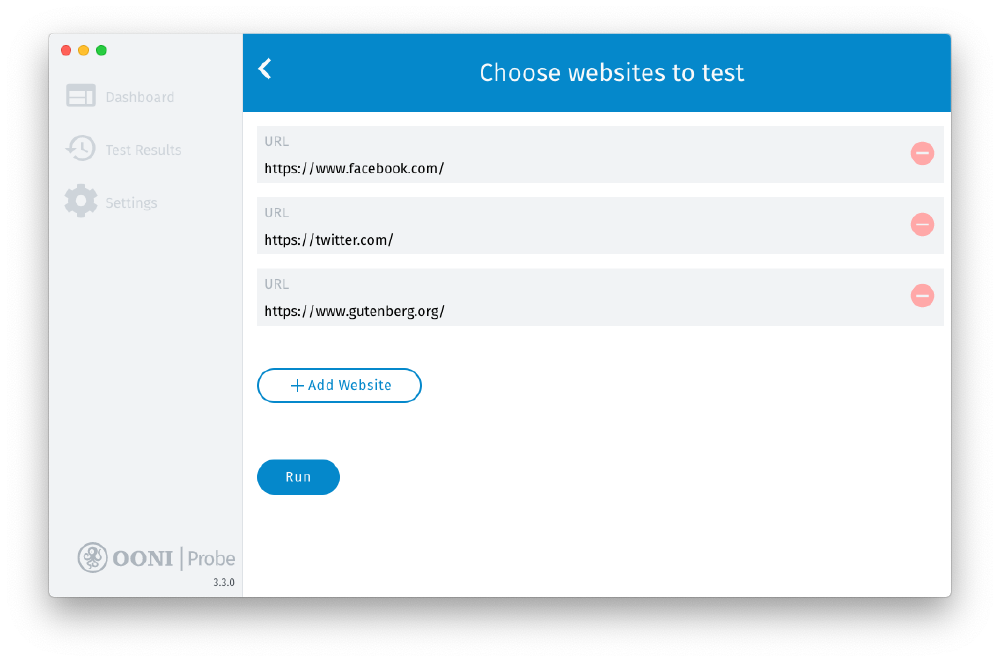 Dashboard
Test Results
Settings
OONI | Probe
3.3.0
Choose websites to test
URL
https://www.facebook.com/
URL
https://twitter.com/
URL
https://www.gutenberg.org/
+ Add Website
Run